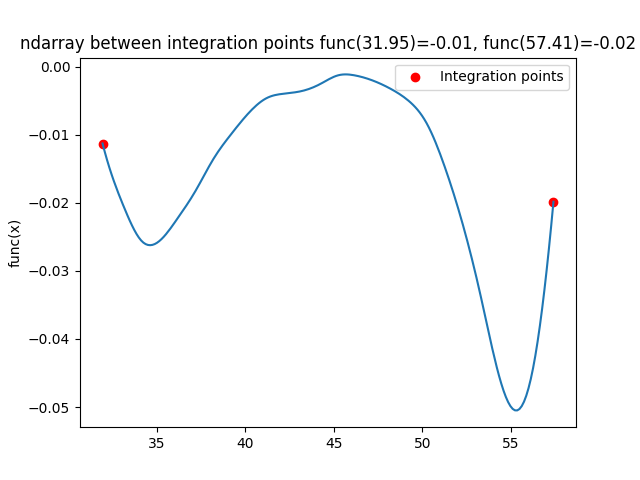 ndarray between integration points func(31.95)=-0.01, func(57.41)=-0.02
Integration points
0.00
−0.01
−0.02
−0.03
−0.04
−0.05
func(x)
35 40 45 50 55